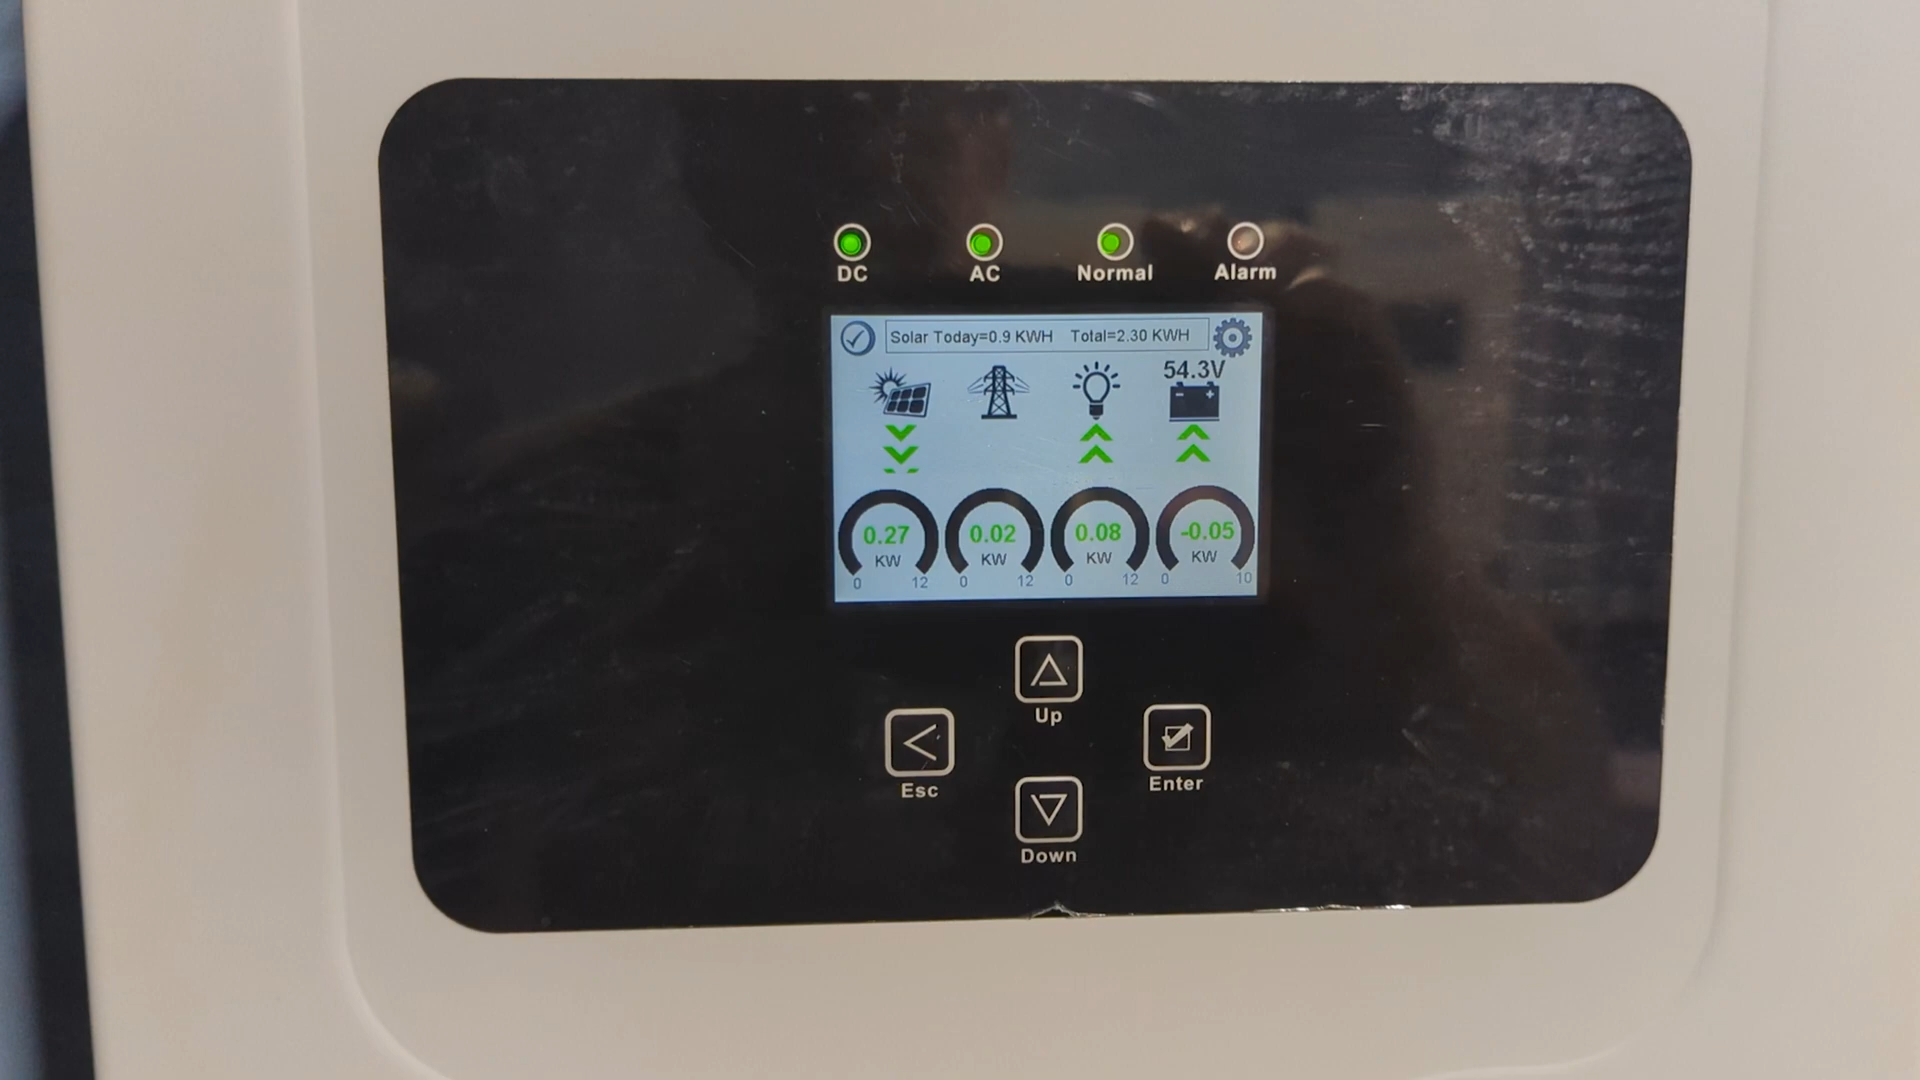 DC AC Normal Alarm
Solar Today=0.9 KWH Total=2.30 KWH
54.3V
0.27 0.02 0.08 -0.05
KW KW KW KW
0 12 0 12 0 12 0 10
Up
Esc Enter
Down